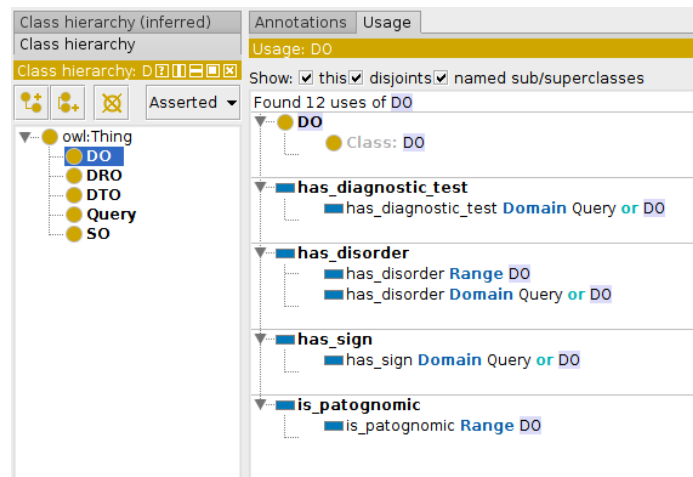 Class hierarchy (inferred)
Class hierarchy
Class hierarchy: D
Asserted
owl:Thing
DO
DRO
DTO
Query
SO
Annotations Usage
Usage: DO
Show: this disjoints named sub/superclasses
Found 12 uses of DO
DO
Class: DO
has_diagnostic_test
has_diagnostic_test Domain Query or DO
has_disorder
has_disorder Range DO
has_disorder Domain Query or DO
has_sign
has_sign Domain Query or DO
is_patognomic
is_patognomic Range DO